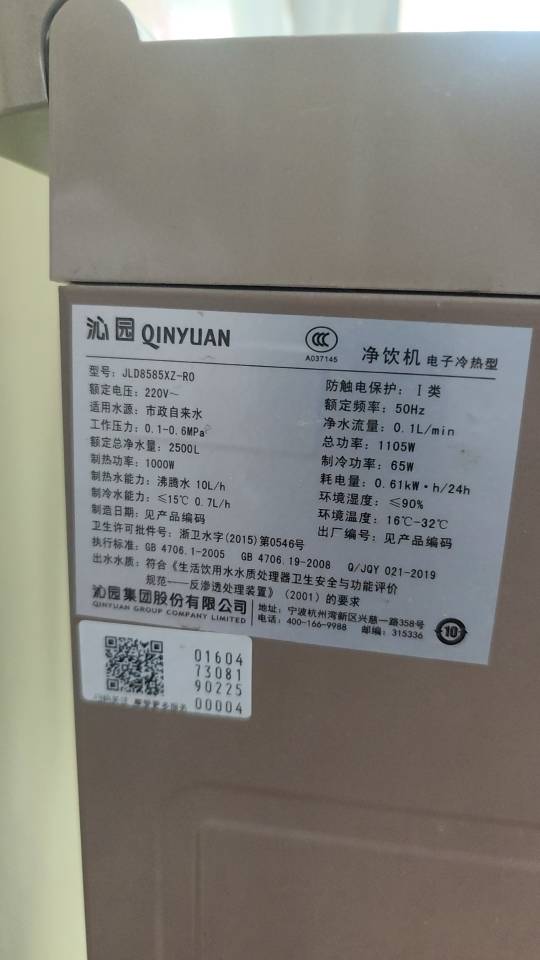 沁园 QINYUAN
A037145
净饮机 电子冷热型
型号：JLD8585XZ-RO
额定电压：220V~
适用水源：市政自来水
工作压力：0.1-0.6MPa
额定总净水量：2500L
制热功率：1000W
制热水能力：沸腾水 10L/h
制冷水能力：≤15℃ 0.7L/h
制造日期：见产品编码
防触电保护：I 类
额定频率：50Hz
净水流量：0.1L/min
总功率：1105W
制冷功率：65W
耗电量：0.61kW·h/24h
环境湿度：≤90%
环境温度：16℃-32℃
出厂编号：见产品编码
卫生许可批件号：浙卫水字(2015)第0546号
执行标准：GB 4706.1-2005 GB 4706.19-2008 Q/JQY 021-2019
出水水质：符合《生活饮用水水质处理器卫生安全与功能评价
规范——反渗透处理装置》（2001）的要求
沁园集团股份有限公司
QINYUAN GROUP COMPANY LIMITED
地址：宁波杭州湾新区兴慈一路358号
电话：400-166-9988 邮编：315336
10
01604
73081
90225
00004